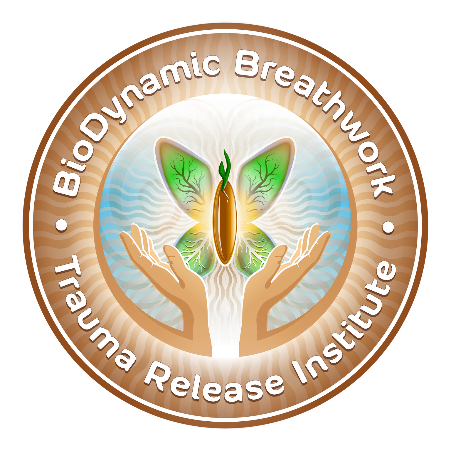 BioDynamic Breathwork
Trauma Release Institute